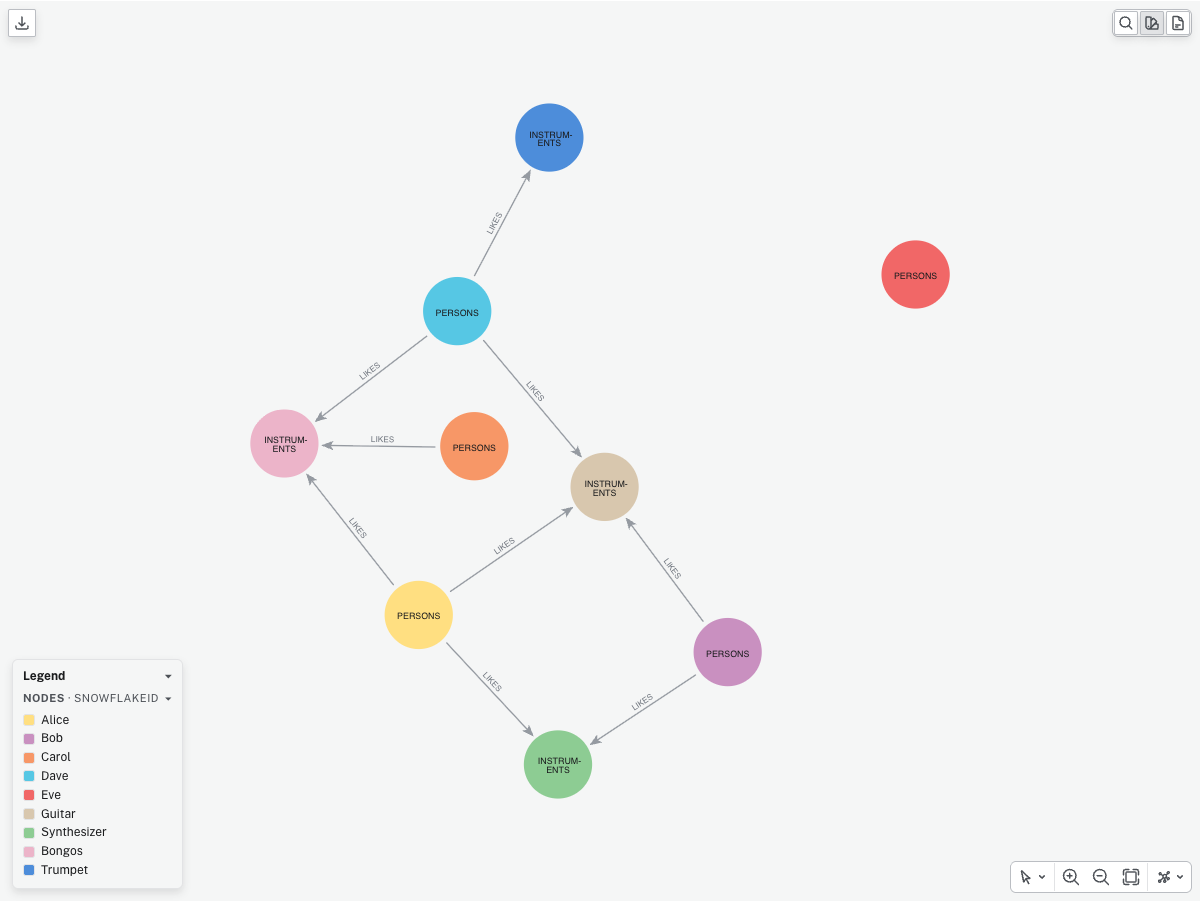 INSTRUM-
ENTS
LIKES
PERSONS
PERSONS
LIKES
LIKES
INSTRUM-
ENTS
LIKES
PERSONS
INSTRUM-
ENTS
LIKES
LIKES
LIKES
PERSONS
PERSONS
LIKES
LIKES
INSTRUM-
ENTS
Legend
NODES · SNOWFLAKEID
Alice
Bob
Carol
Dave
Eve
Guitar
Synthesizer
Bongos
Trumpet